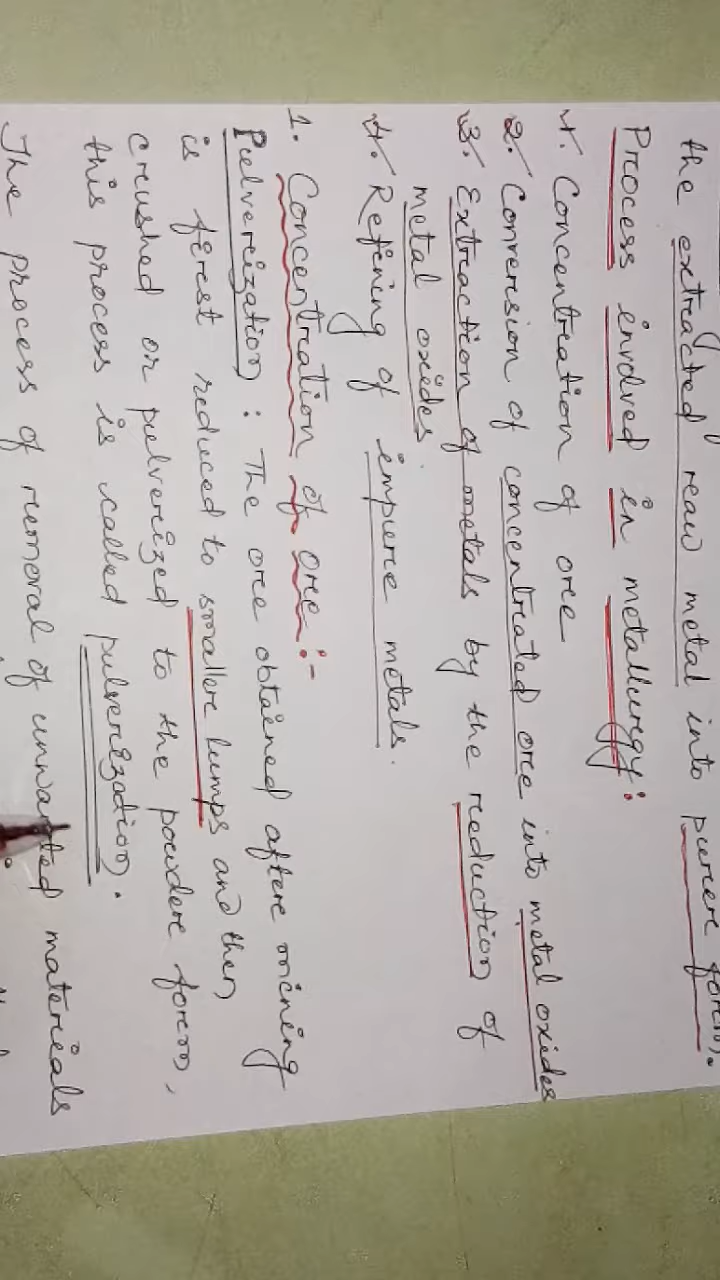 the extracted reaw metal into purer form.
Process involved in metallurgy:
1. Concentration of ore
2. Conversion of concentrated ore into metal oxides
3. Extraction of metals by the reduction of
metal oxides.
4. Refining of impure metals.
1. Concentration of ore:-
Pulverization: The ore obtained after mining
is first reduced to smaller lumps and then
crushed or pulverized to the powder form,
this process is called pulverization.
The process of removal of unwanted materials